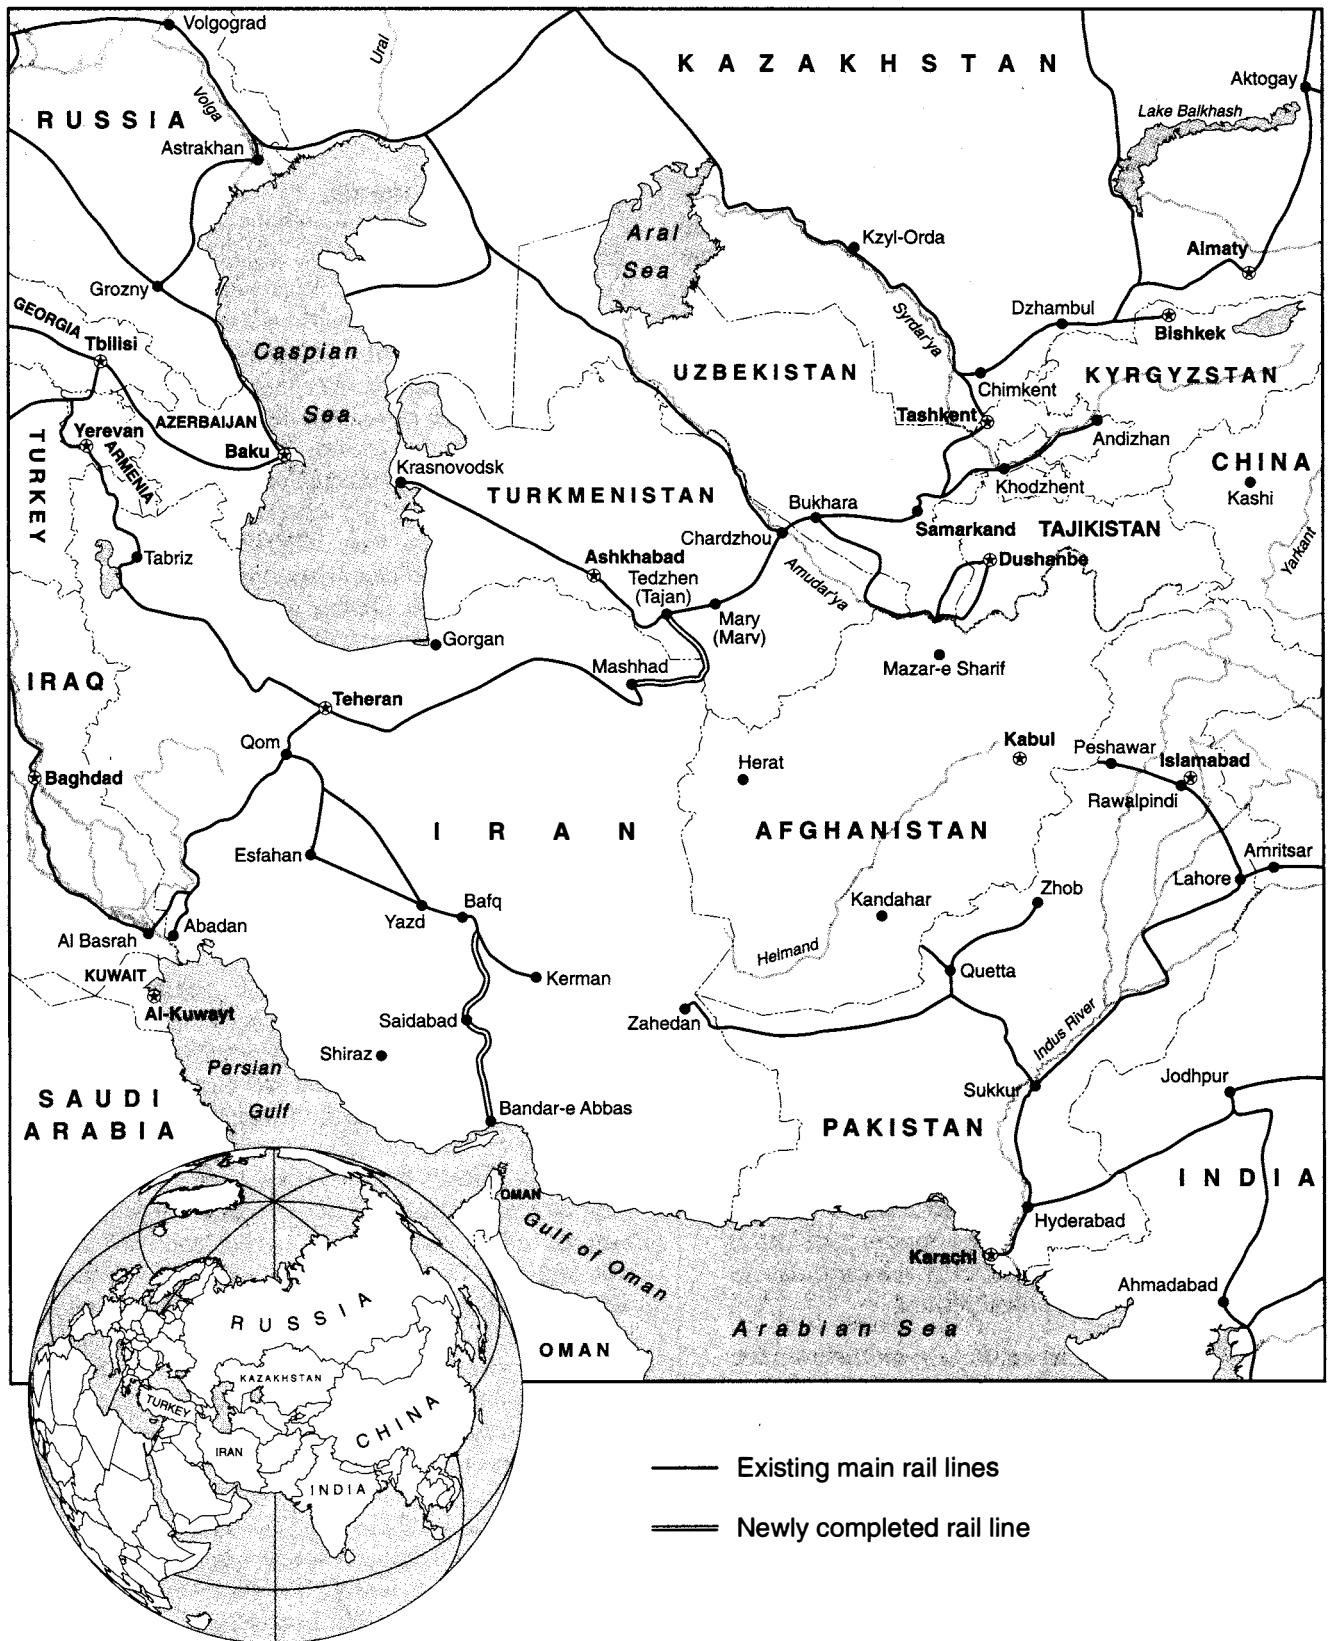 Volgograd
Ural
KAZAKHSTAN
Aktogay
Volga
Lake Balkhash
RUSSIA
Astrakhan
Aral
Sea
Kzyl-Orda
Almaty
Grozny
GEORGIA
Tbilisi
Syrdar'ya
Dzhambul
Bishkek
Caspian
Sea
UZBEKISTAN
Chimkent
KYRGYZSTAN
AZERBAIJAN
Tashkent
TURKEY
Yerevan
ARMENIA
Baku
Andizhan
CHINA
Kashi
Krasnovodsk
TURKMENISTAN
Khodzhent
Bukhara
Samarkand
TAJIKISTAN
Chardzhou
Tabriz
Ashkhabad
Dushanbe
Yarkant
Tedzhen
(Tajan)
Amudar'ya
Mary
(Marv)
Gorgan
Mashhad
Mazar-e Sharif
IRAQ
Teheran
Qom
Kabul
Peshawar
Islamabad
Baghdad
Herat
Rawalpindi
IRAN
AFGHANISTAN
Esfahan
Amritsar
Lahore
Bafq
Yazd
Kandahar
Zhob
Al Basrah
Abadan
Helmand
KUWAIT
Kerman
Quetta
Al-Kuwayt
Saidabad
Zahedan
Indus River
Shiraz
Persian
Gulf
Sukkur
Jodhpur
SAUDI
ARABIA
Bandar-e Abbas
PAKISTAN
INDIA
OMAN
Gulf of Oman
Hyderabad
Karachi
Ahmadabad
Arabian Sea
OMAN
RUSSIA
KAZAKHSTAN
TURKEY
CHINA
IRAN
INDIA
Existing main rail lines
Newly completed rail line